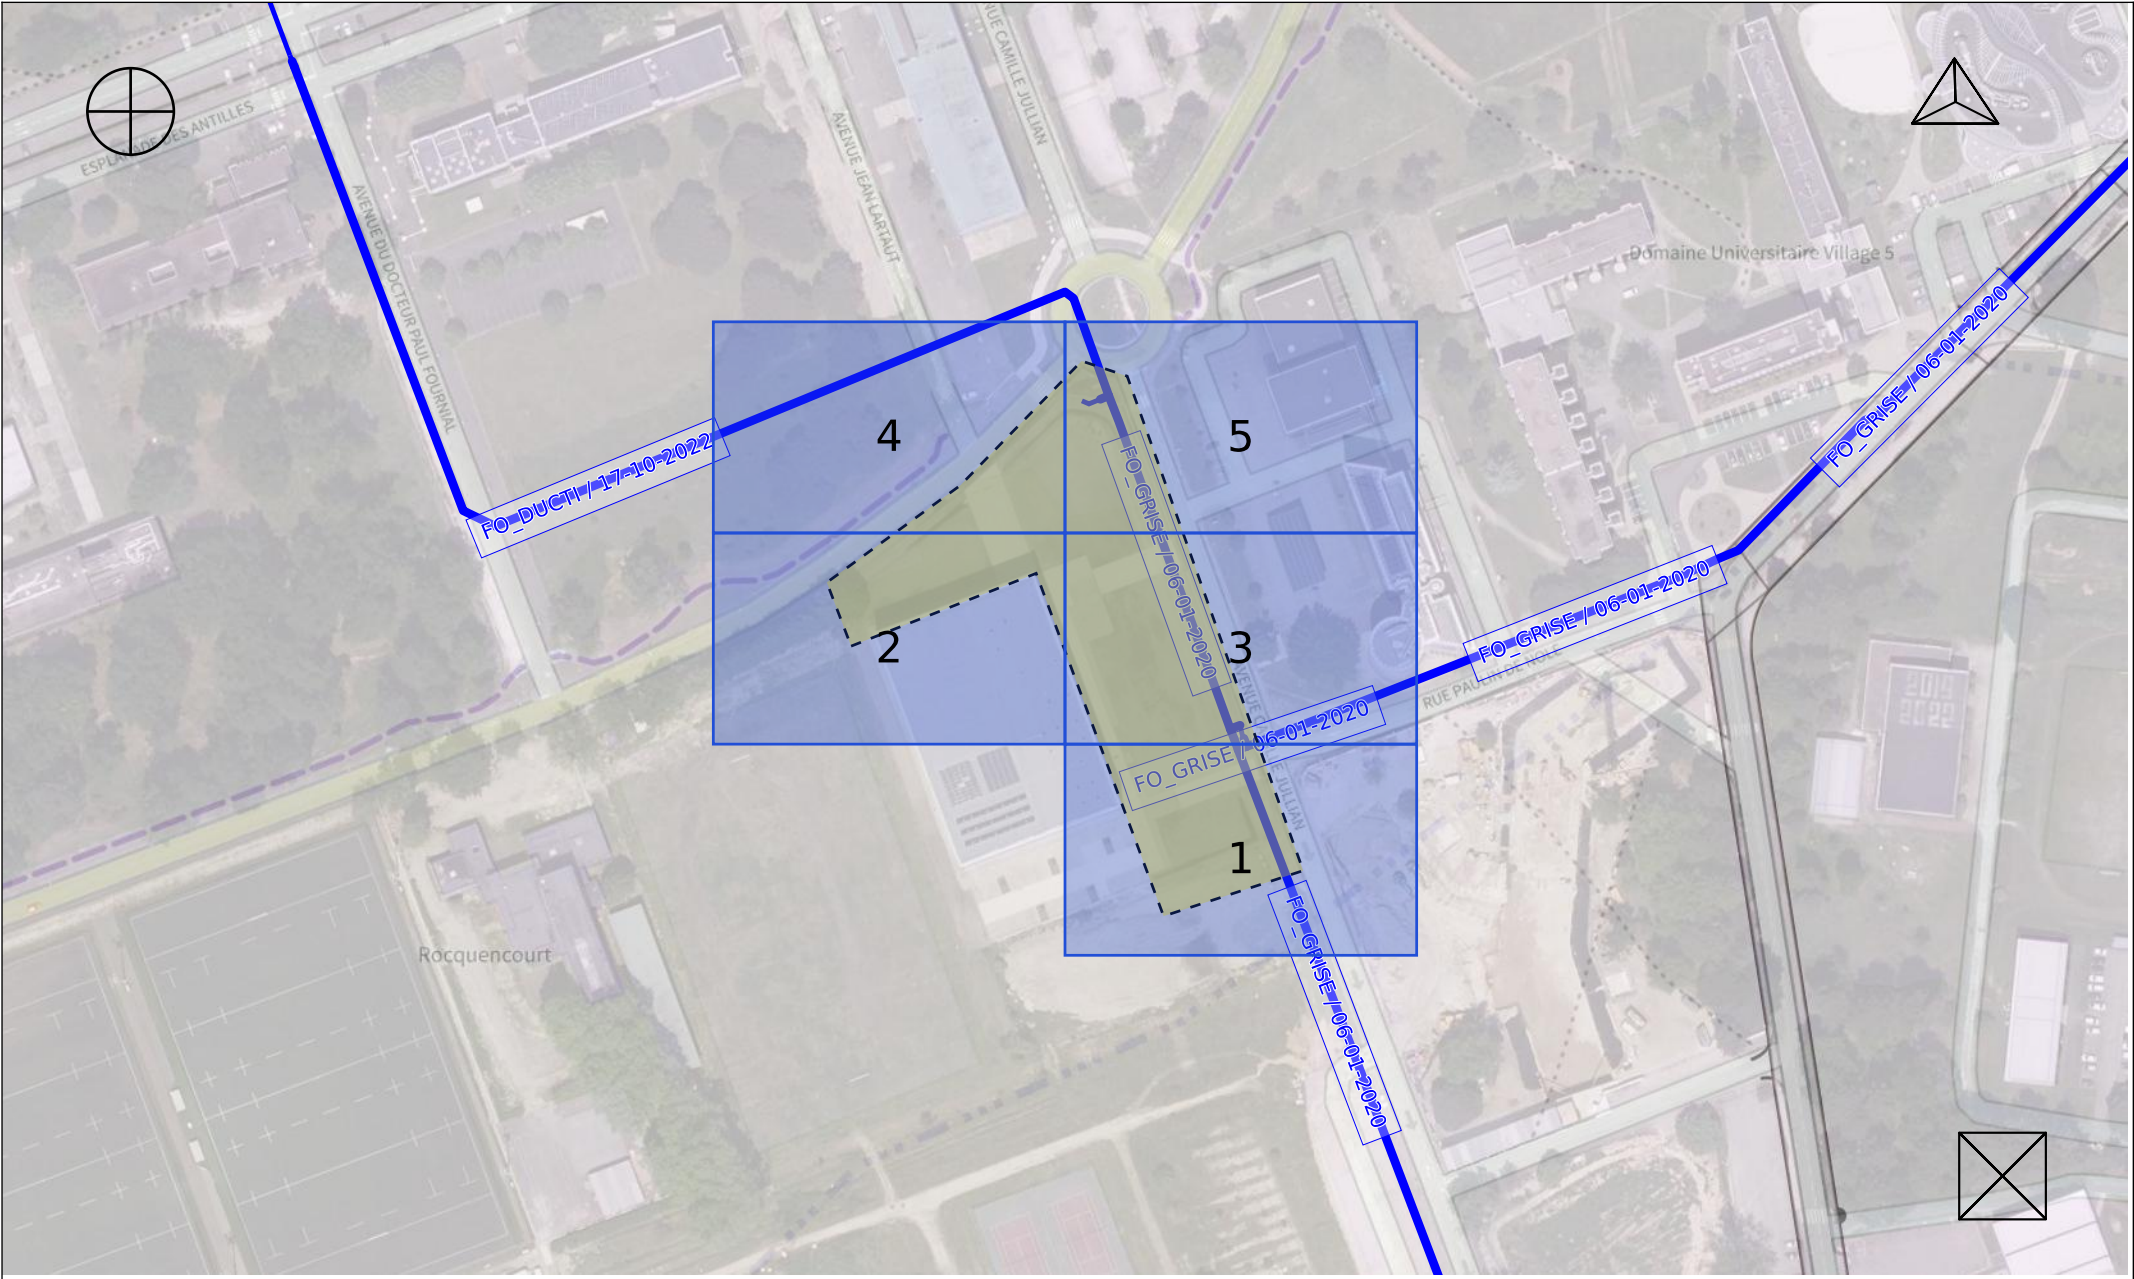 ESPLANADE DES ANTILLES
AVENUE DU DOCTEUR PAUL FOURNIAL
AVENUE JEAN LARTAUT
NUE CAMILLE JULLIAN
Domaine Universitaire Village 5
FO_GRISE / 06-01-2020
FO_DUCTI / 17-10-2022
4
5
FO_GRISE / 06-01-2020
FO_GRISE / 06-01-2020
2
3
RUE PAULIN DE NOLE
FO_GRISE / 06-01-2020
JULLIAN
1
FO_GRISE / 06-01-2020
Rocquencourt